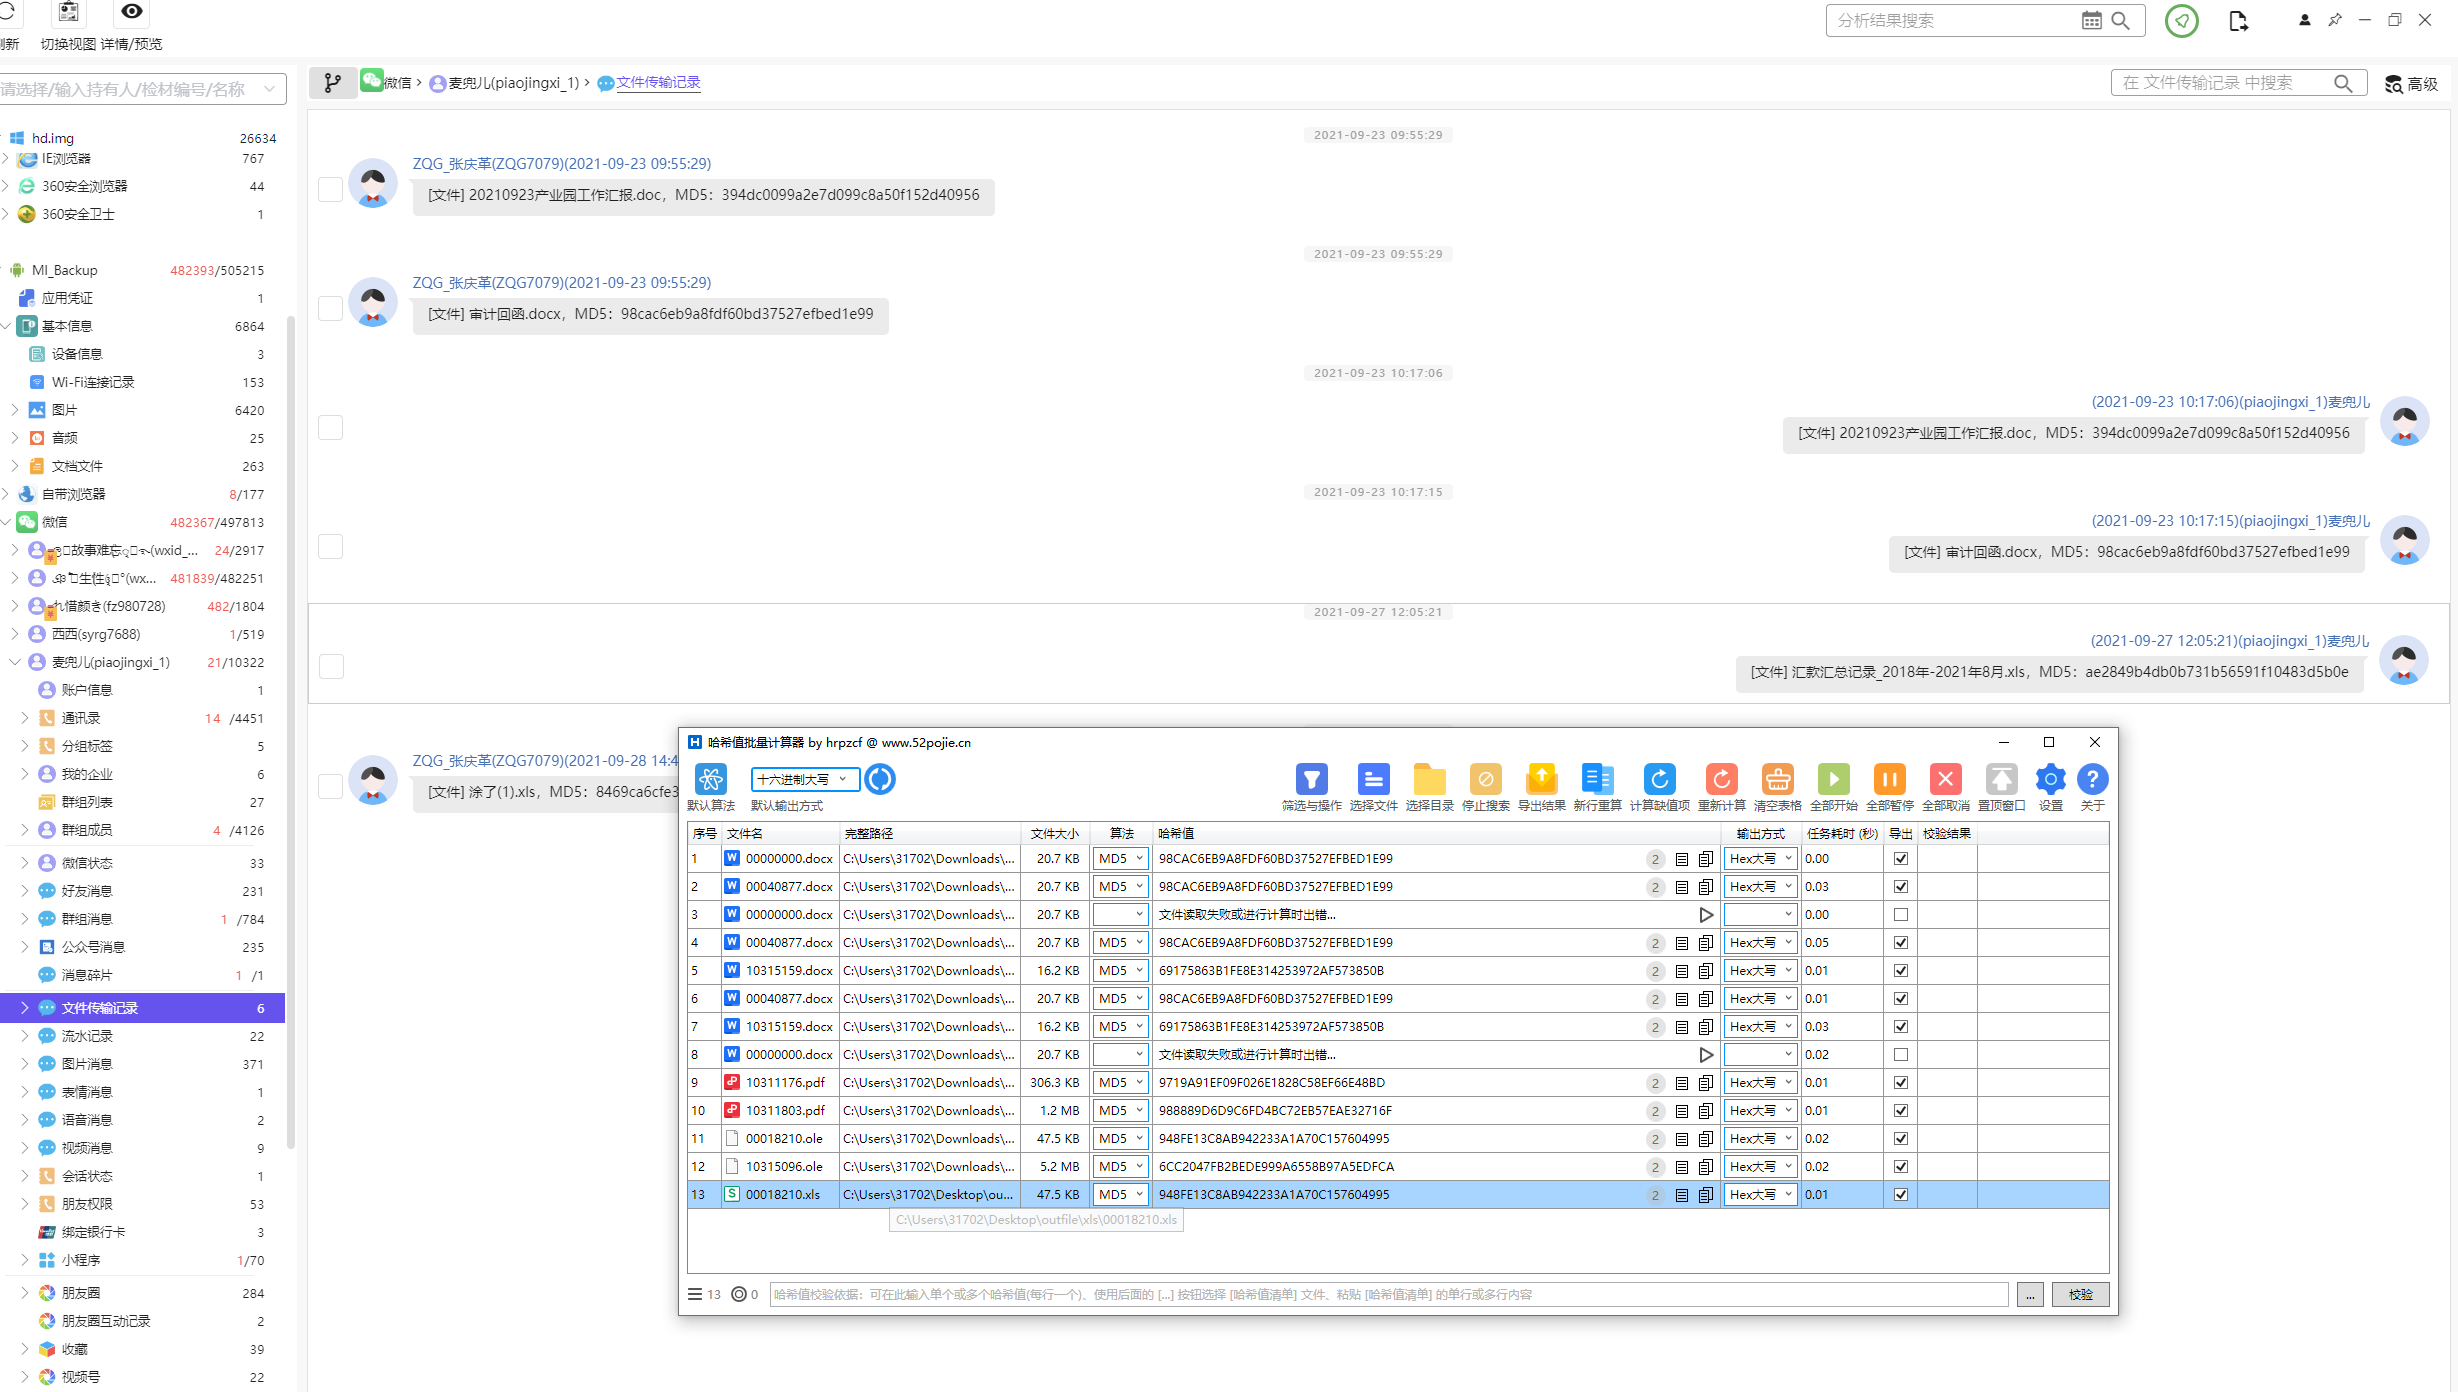 刷新 切换视图 详情/预览
分析结果搜索
请选择/输入持有人/检材编号/名称
微信 › 麦兜儿(piaojingxi_1) › 文件传输记录
在 文件传输记录 中搜索
高级
hd.img 26634
IE浏览器 767
360安全浏览器 44
360安全卫士 1
MI_Backup 482393/505215
应用凭证 1
基本信息 6864
设备信息 3
Wi-Fi连接记录 153
图片 6420
音频 25
文档文件 263
自带浏览器 8/177
微信 482367/497813
故事难忘 (wxid_... 24/2917
生性 (wx... 481839/482251
れ惜颜き(fz980728) 482/1804
西西(syrg7688) 1/519
麦兜儿(piaojingxi_1) 21/10322
账户信息 1
通讯录 14 /4451
分组标签 5
我的企业 6
群组列表 27
群组成员 4 /4126
微信状态 33
好友消息 231
群组消息 1 /784
公众号消息 235
消息碎片 1 /1
文件传输记录 6
流水记录 22
图片消息 371
表情消息 1
语音消息 2
视频消息 9
会话状态 1
朋友权限 53
绑定银行卡 3
小程序 1/70
朋友圈 284
朋友圈互动记录 2
收藏 39
视频号 22
2021-09-23 09:55:29
ZQG_张庆革(ZQG7079)(2021-09-23 09:55:29)
[文件] 20210923产业园工作汇报.doc，MD5：394dc0099a2e7d099c8a50f152d40956
2021-09-23 09:55:29
ZQG_张庆革(ZQG7079)(2021-09-23 09:55:29)
[文件] 审计回函.docx，MD5：98cac6eb9a8fdf60bd37527efbed1e99
2021-09-23 10:17:06
(2021-09-23 10:17:06)(piaojingxi_1)麦兜儿
[文件] 20210923产业园工作汇报.doc，MD5：394dc0099a2e7d099c8a50f152d40956
2021-09-23 10:17:15
(2021-09-23 10:17:15)(piaojingxi_1)麦兜儿
[文件] 审计回函.docx，MD5：98cac6eb9a8fdf60bd37527efbed1e99
2021-09-27 12:05:21
(2021-09-27 12:05:21)(piaojingxi_1)麦兜儿
[文件] 汇款汇总记录_2018年-2021年8月.xls，MD5：ae2849b4db0b731b56591f10483d5b0e
ZQG_张庆革(ZQG7079)(2021-09-28 14:4
[文件] 涂了(1).xls，MD5：8469ca6cfe3
哈希值批量计算器 by hrpzcf @ www.52pojie.cn
十六进制大写
默认算法 默认输出方式 筛选与操作 选择文件 选择目录 停止搜索 导出结果 新行重算 计算缺值项 重新计算 清空表格 全部开始 全部暂停 全部取消 置顶窗口 设置 关于
序号 文件名 完整路径 文件大小 算法 哈希值 输出方式 任务耗时 (秒) 导出 校验结果
1 00000000.docx C:\Users\31702\Downloads\... 20.7 KB MD5 98CAC6EB9A8FDF60BD37527EFBED1E99 2 Hex大写 0.00
2 00040877.docx C:\Users\31702\Downloads\... 20.7 KB MD5 98CAC6EB9A8FDF60BD37527EFBED1E99 2 Hex大写 0.03
3 00000000.docx C:\Users\31702\Downloads\... 20.7 KB 文件读取失败或进行计算时出错... 0.00
4 00040877.docx C:\Users\31702\Downloads\... 20.7 KB MD5 98CAC6EB9A8FDF60BD37527EFBED1E99 2 Hex大写 0.05
5 10315159.docx C:\Users\31702\Downloads\... 16.2 KB MD5 69175863B1FE8E314253972AF573850B 2 Hex大写 0.01
6 00040877.docx C:\Users\31702\Downloads\... 20.7 KB MD5 98CAC6EB9A8FDF60BD37527EFBED1E99 2 Hex大写 0.01
7 10315159.docx C:\Users\31702\Downloads\... 16.2 KB MD5 69175863B1FE8E314253972AF573850B 2 Hex大写 0.03
8 00000000.docx C:\Users\31702\Downloads\... 20.7 KB 文件读取失败或进行计算时出错... 0.02
9 10311176.pdf C:\Users\31702\Downloads\... 306.3 KB MD5 9719A91EF09F026E1828C58EF66E48BD 2 Hex大写 0.01
10 10311803.pdf C:\Users\31702\Downloads\... 1.2 MB MD5 988889D6D9C6FD4BC72EB57EAE32716F 2 Hex大写 0.01
11 00018210.ole C:\Users\31702\Downloads\... 47.5 KB MD5 948FE13C8AB942233A1A70C157604995 2 Hex大写 0.02
12 10315096.ole C:\Users\31702\Downloads\... 5.2 MB MD5 6CC2047FB2BEDE999A6558B97A5EDFCA 2 Hex大写 0.02
13 00018210.xls C:\Users\31702\Desktop\ou... 47.5 KB MD5 948FE13C8AB942233A1A70C157604995 2 Hex大写 0.01
C:\Users\31702\Desktop\outfile\xls\00018210.xls
13 0 哈希值校验依据：可在此输入单个或多个哈希值(每行一个)、使用后面的 [...] 按钮选择 [哈希值清单] 文件、粘贴 [哈希值清单] 的单行或多行内容 ... 校验